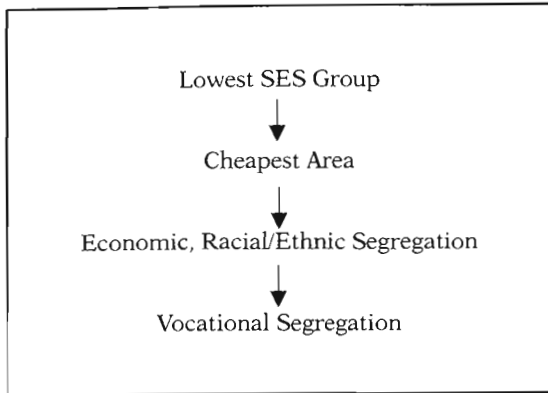 Lowest SES Group
Cheapest Area
Economic, Racial/Ethnic Segregation
Vocational Segregation